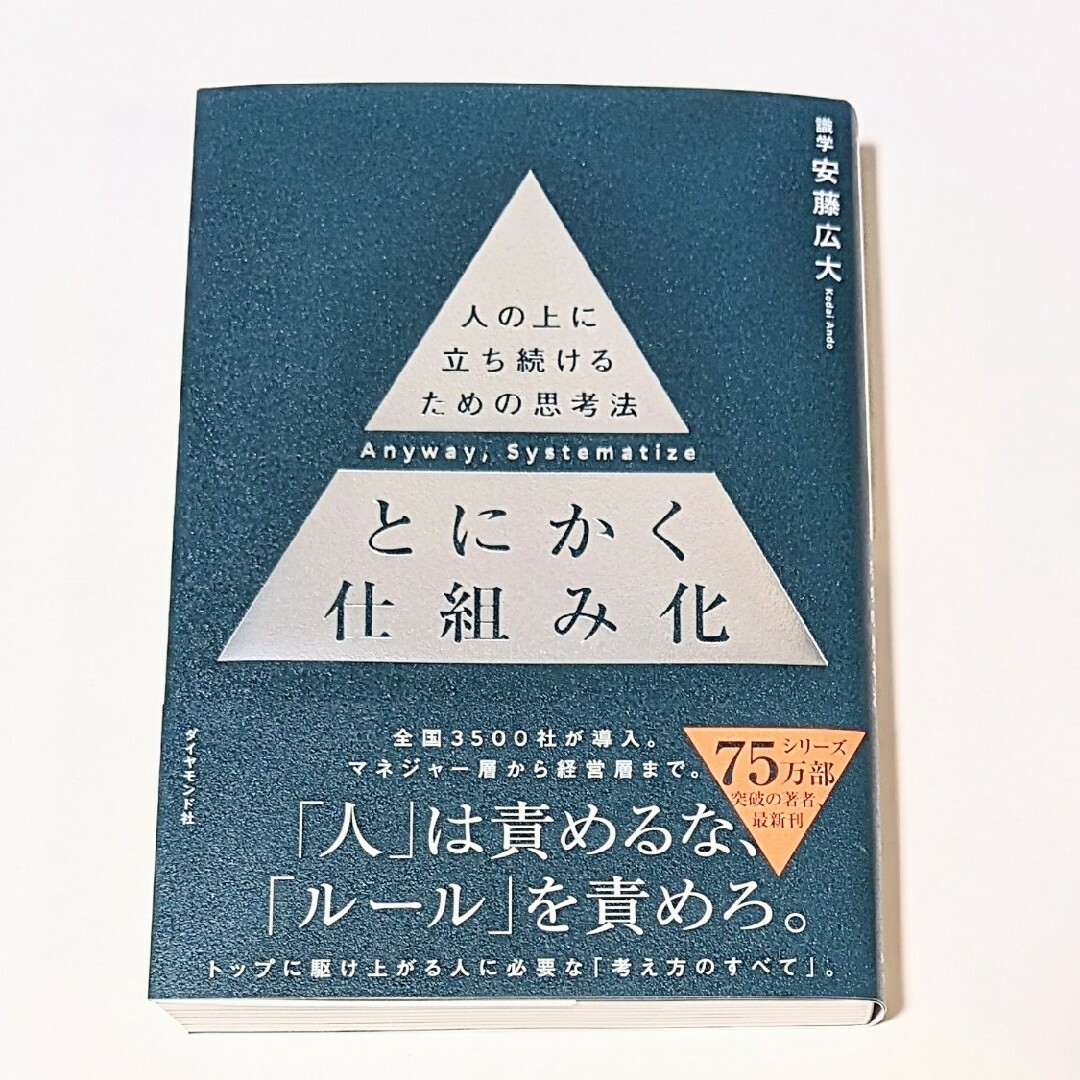 識学 安藤広大
Kodai Ando
人の上に
立ち続ける
ための思考法
Anyway, Systematize
とにかく
仕組み化
ダイヤモンド社
全国3500社が導入。
マネジャー層から経営層まで。
「人」は責めるな、
「ルール」を責めろ。
トップに駆け上がる人に必要な「考え方のすべて」。
シリーズ
75万部
突破の著者、
最新刊